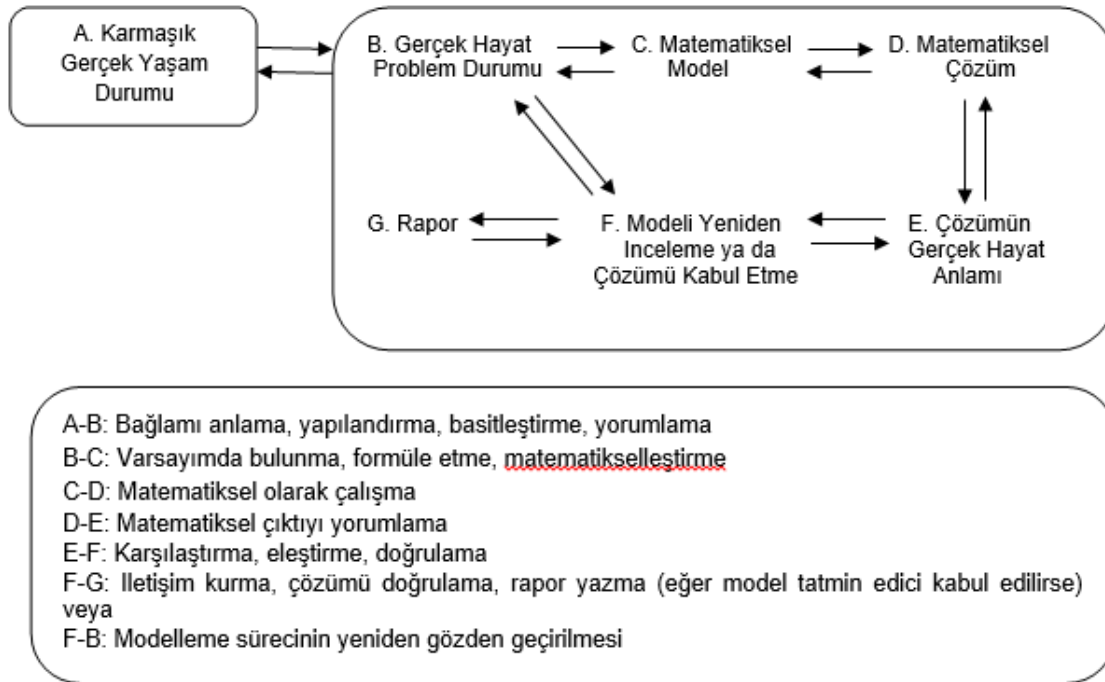 A. Karmaşık
Gerçek Yaşam
Durumu
B. Gerçek Hayat
Problem Durumu
C. Matematiksel
Model
D. Matematiksel
Çözüm
G. Rapor
F. Modeli Yeniden
Inceleme ya da
Çözümü Kabul Etme
E. Çözümün
Gerçek Hayat
Anlamı
A-B: Bağlamı anlama, yapılandırma, basitleştirme, yorumlama
B-C: Varsayımda bulunma, formüle etme, matematikselleştirme
C-D: Matematiksel olarak çalışma
D-E: Matematiksel çıktıyı yorumlama
E-F: Karşılaştırma, eleştirme, doğrulama
F-G: Iletişim kurma, çözümü doğrulama, rapor yazma (eğer model tatmin edici kabul edilirse)
veya
F-B: Modelleme sürecinin yeniden gözden geçirilmesi